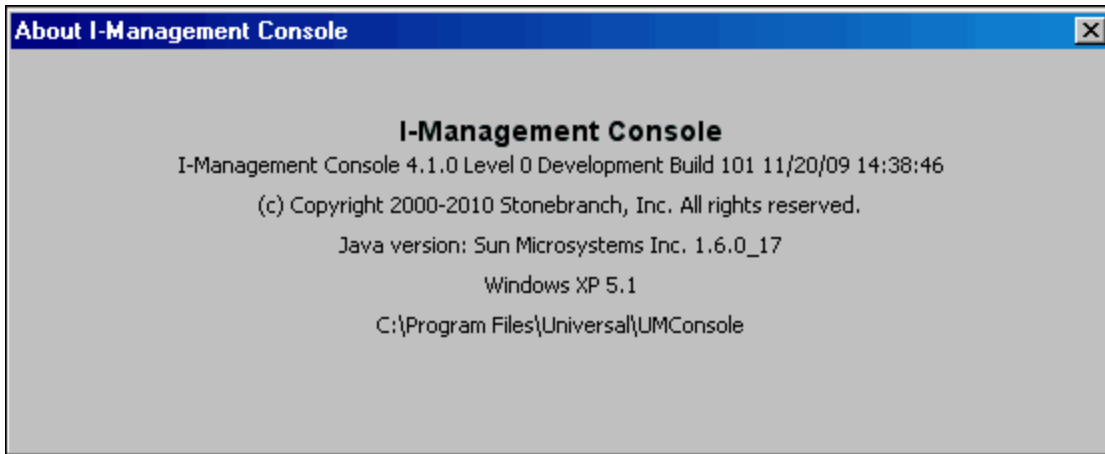 About I-Management Console
I-Management Console
I-Management Console 4.1.0 Level 0 Development Build 101 11/20/09 14:38:46
(c) Copyright 2000-2010 Stonebranch, Inc. All rights reserved.
Java version: Sun Microsystems Inc. 1.6.0_17
Windows XP 5.1
C:\Program Files\Universal\UMConsole